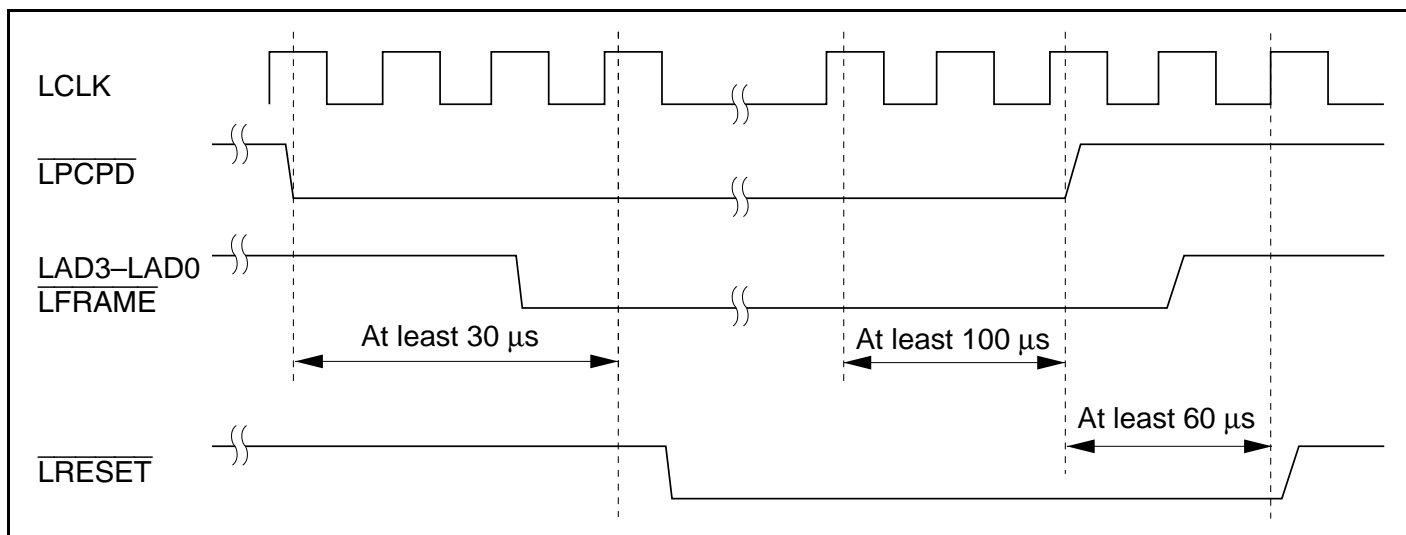 LCLK
LPCPD
LAD3–LAD0
LFRAME
At least 30 μs
At least 100 μs
At least 60 μs
LRESET